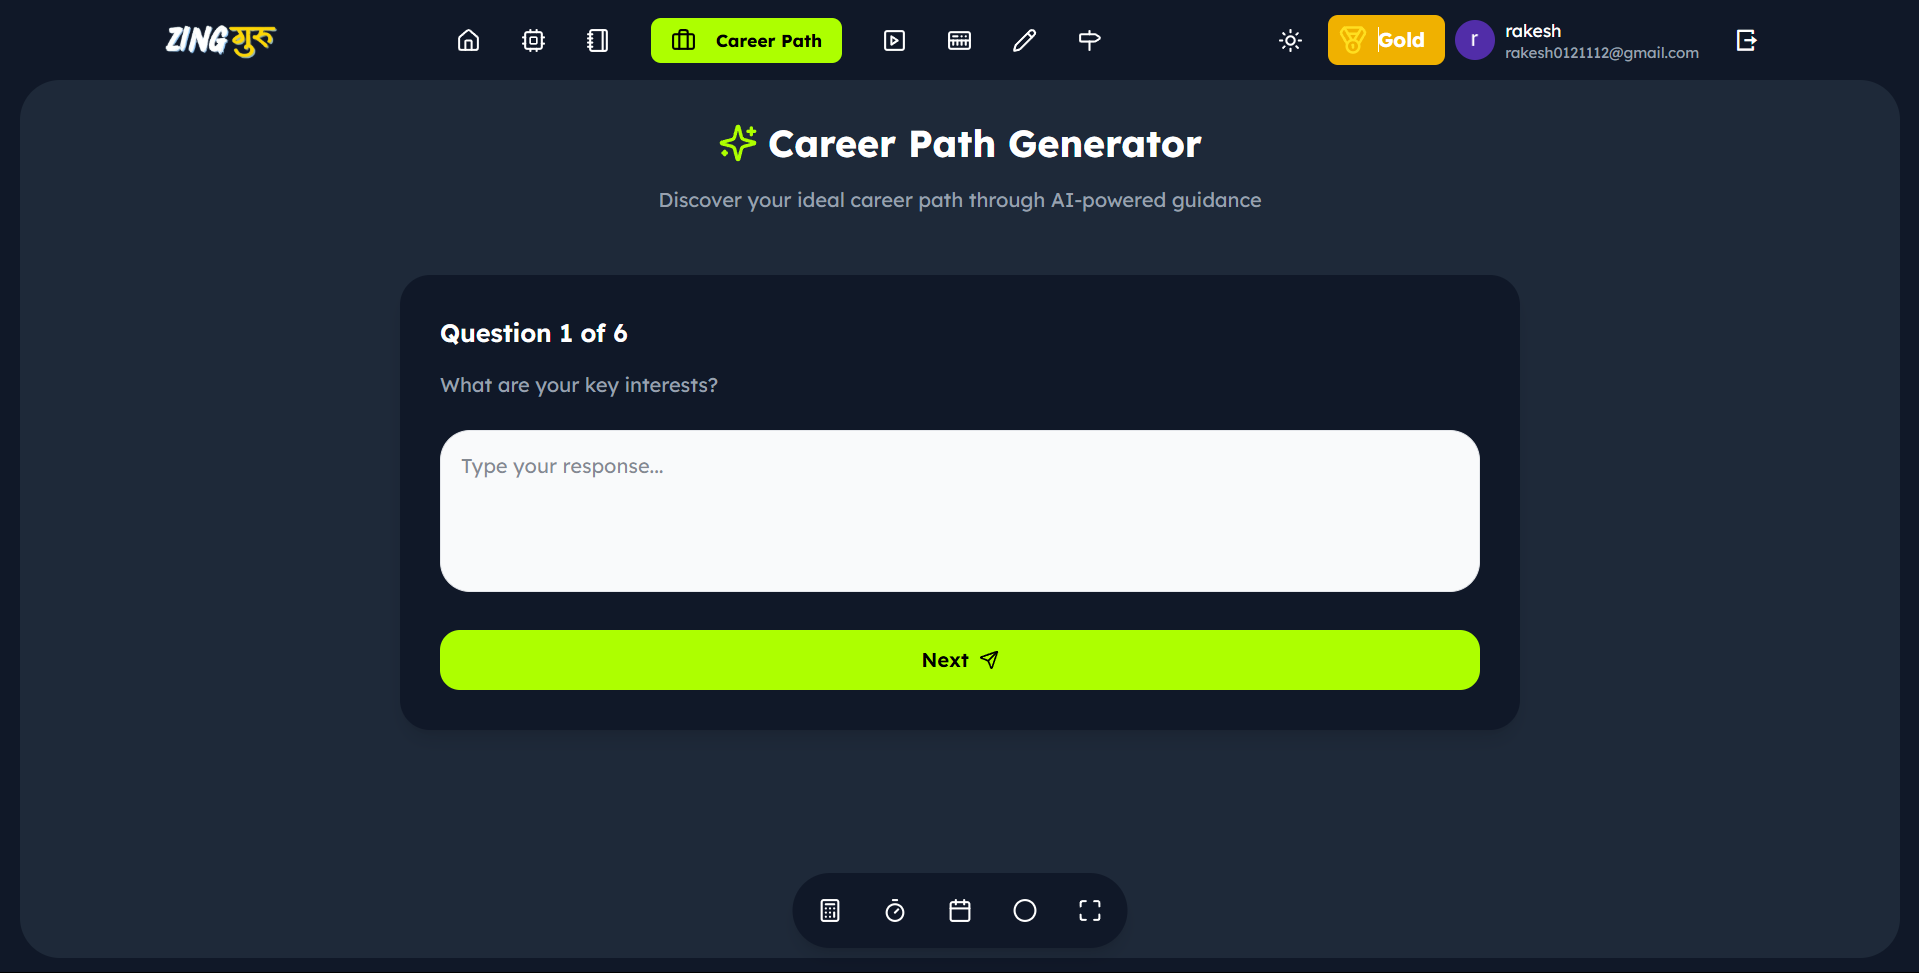 ZINGगुरु
Career Path
Gold
r
rakesh
rakesh0121112@gmail.com
Career Path Generator
Discover your ideal career path through AI-powered guidance
Question 1 of 6
What are your key interests?
Type your response...
Next